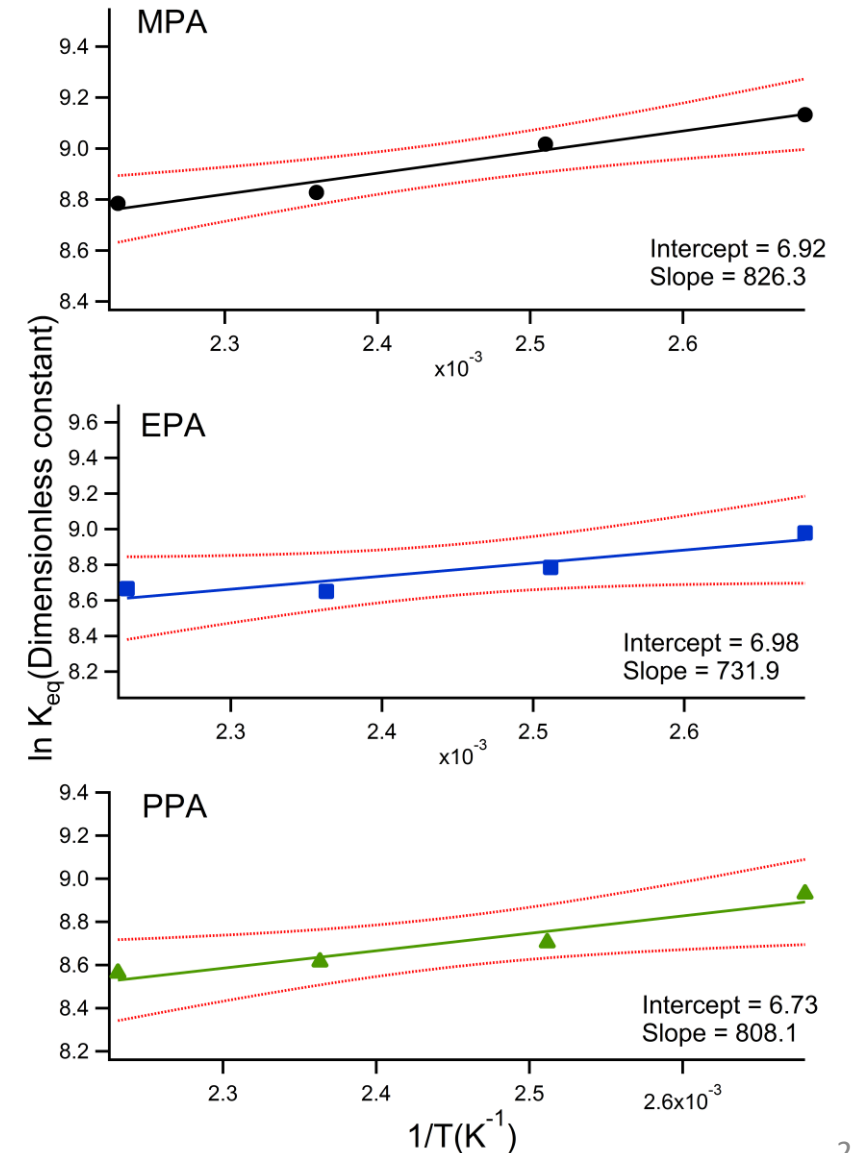 MPA
9.4
9.2
9.0
8.8
8.6
8.4
Intercept = 6.92
Slope = 826.3
2.3 2.4 2.5 2.6
x10⁻³
ln K_eq(Dimensionless constant)
EPA
9.6
9.4
9.2
9.0
8.8
8.6
8.4
8.2
Intercept = 6.98
Slope = 731.9
2.3 2.4 2.5 2.6
x10⁻³
PPA
9.4
9.2
9.0
8.8
8.6
8.4
8.2
Intercept = 6.73
Slope = 808.1
2.3 2.4 2.5 2.6x10⁻³
1/T(K⁻¹)